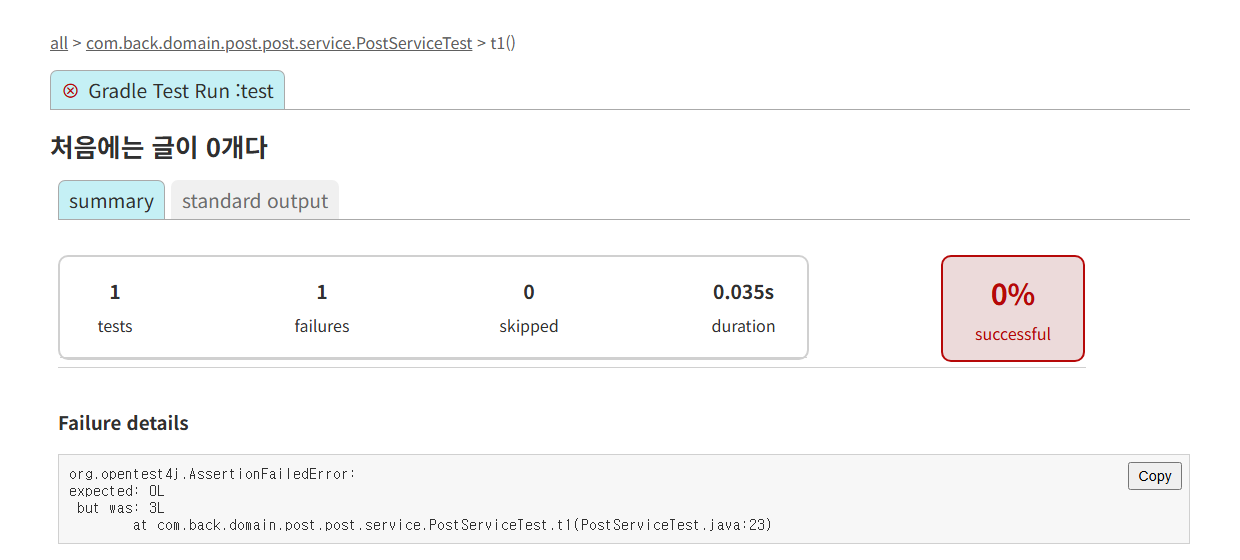 all > com.back.domain.post.post.service.PostServiceTest > t1()
Gradle Test Run :test
처음에는 글이 0개다
summary standard output
1 1 0 0.035s 0%
tests failures skipped duration successful
Failure details
org.opentest4j.AssertionFailedError:
Copy
expected: 0L
but was: 3L
at com.back.domain.post.post.service.PostServiceTest.t1(PostServiceTest.java:23)